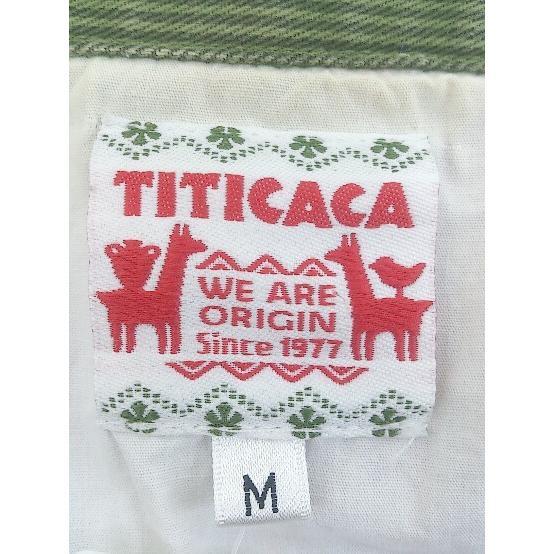 TITICACA
WE ARE
ORIGIN
Since 1977
M